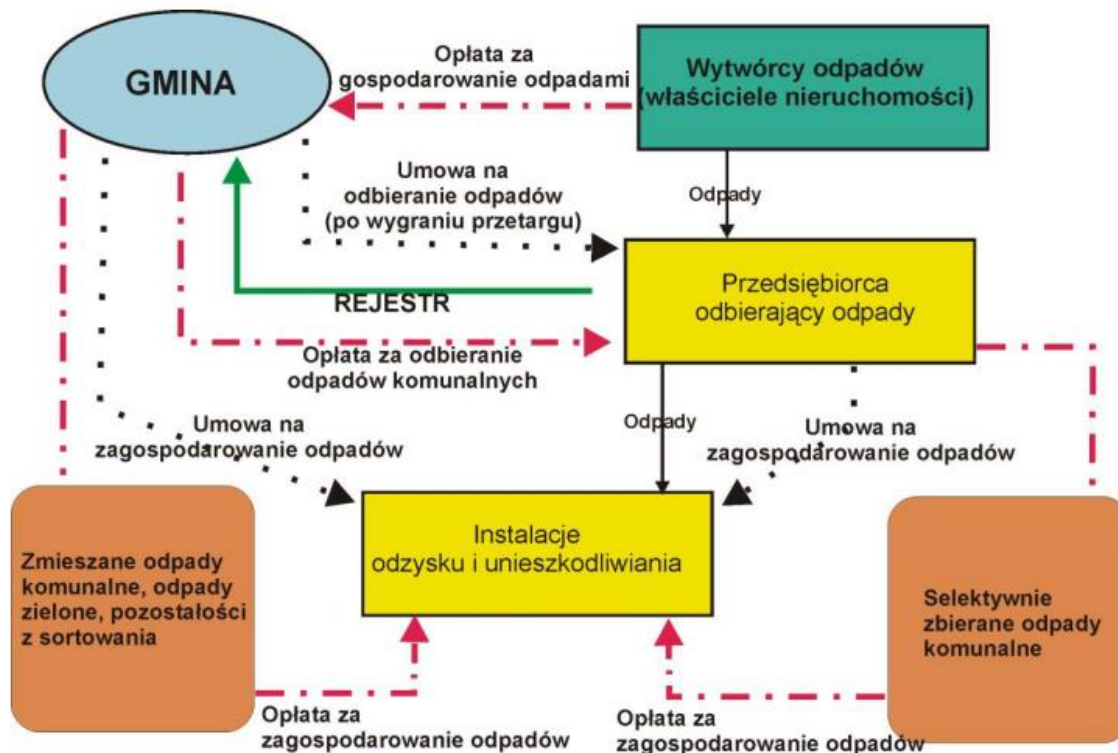 GMINA
Opłata za
gospodarowanie odpadami
Wytwórcy odpadów
(właściciele nieruchomości)
Umowa na
odbieranie odpadów
(po wygraniu przetargu)
Odpady
Przedsiębiorca
odbierający odpady
REJESTR
Opłata za odbieranie
odpadów komunalnych
Umowa na
zagospodarowanie odpadów
Odpady
Umowa na
zagospodarowanie odpadów
Instalacje
odzysku i unieszkodliwiania
Zmieszane odpady
komunalne, odpady
zielone, pozostałości
z sortowania
Selektywnie
zbierane odpady
komunalne
Opłata za
zagospodarowanie odpadów
Opłata za
zagospodarowanie odpadów